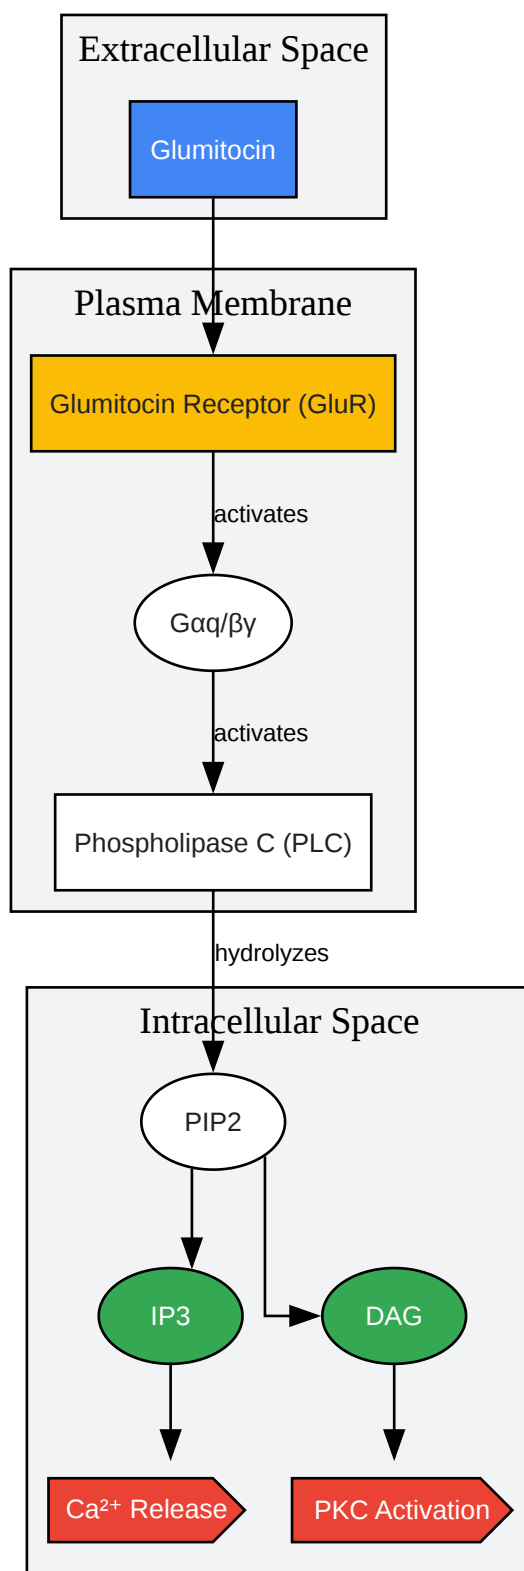 Extracellular Space
Glumitocin
Plasma Membrane
Glumitocin Receptor (GluR)
activates
Gαq/βγ
activates
Phospholipase C (PLC)
hydrolyzes
Intracellular Space
PIP2
IP3
DAG
Ca²⁺ Release
PKC Activation